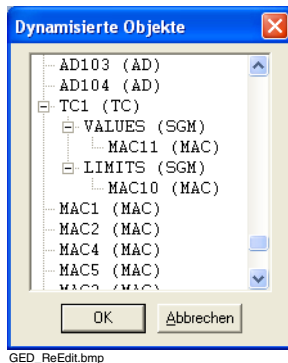 Dynamisierte Objekte
AD103 (AD)
AD104 (AD)
TC1 (TC)
VALUES (SGM)
MAC11 (MAC)
LIMITS (SGM)
MAC10 (MAC)
MAC1 (MAC)
MAC2 (MAC)
MAC4 (MAC)
MAC5 (MAC)
OK
Abbrechen
GED_ReEdit.bmp